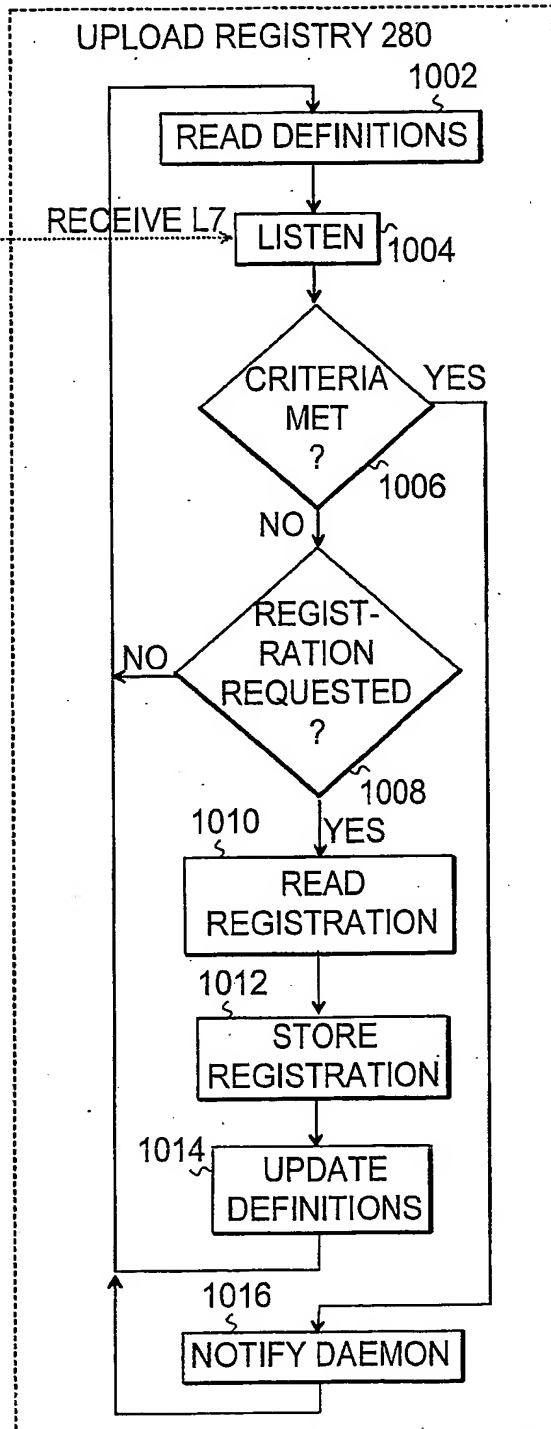 UPLOAD REGISTRY 280
1002
READ DEFINITIONS
RECEIVE L7
LISTEN
1004
CRITERIA
MET
?
YES
1006
NO
REGIST-
RATION
REQUESTED
?
NO
1008
YES
1010
READ
REGISTRATION
1012
STORE
REGISTRATION
1014
UPDATE
DEFINITIONS
1016
NOTIFY DAEMON